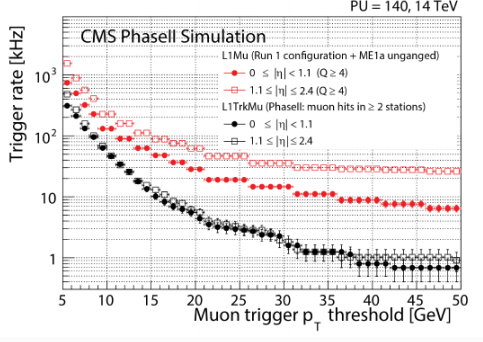 PU = 140, 14 TeV
CMS PhaseII Simulation
L1Mu (Run 1 configuration + ME1a unganged)
0 ≤ |η| < 1.1 (Q ≥ 4)
1.1 ≤ |η| ≤ 2.4 (Q ≥ 4)
L1TrkMu (PhaseII: muon hits in ≥ 2 stations)
0 ≤ |η| < 1.1
1.1 ≤ |η| ≤ 2.4
Trigger rate [kHz]
10³
10²
10
1
5 10 15 20 25 30 35 40 45 50
Muon trigger p_T threshold [GeV]